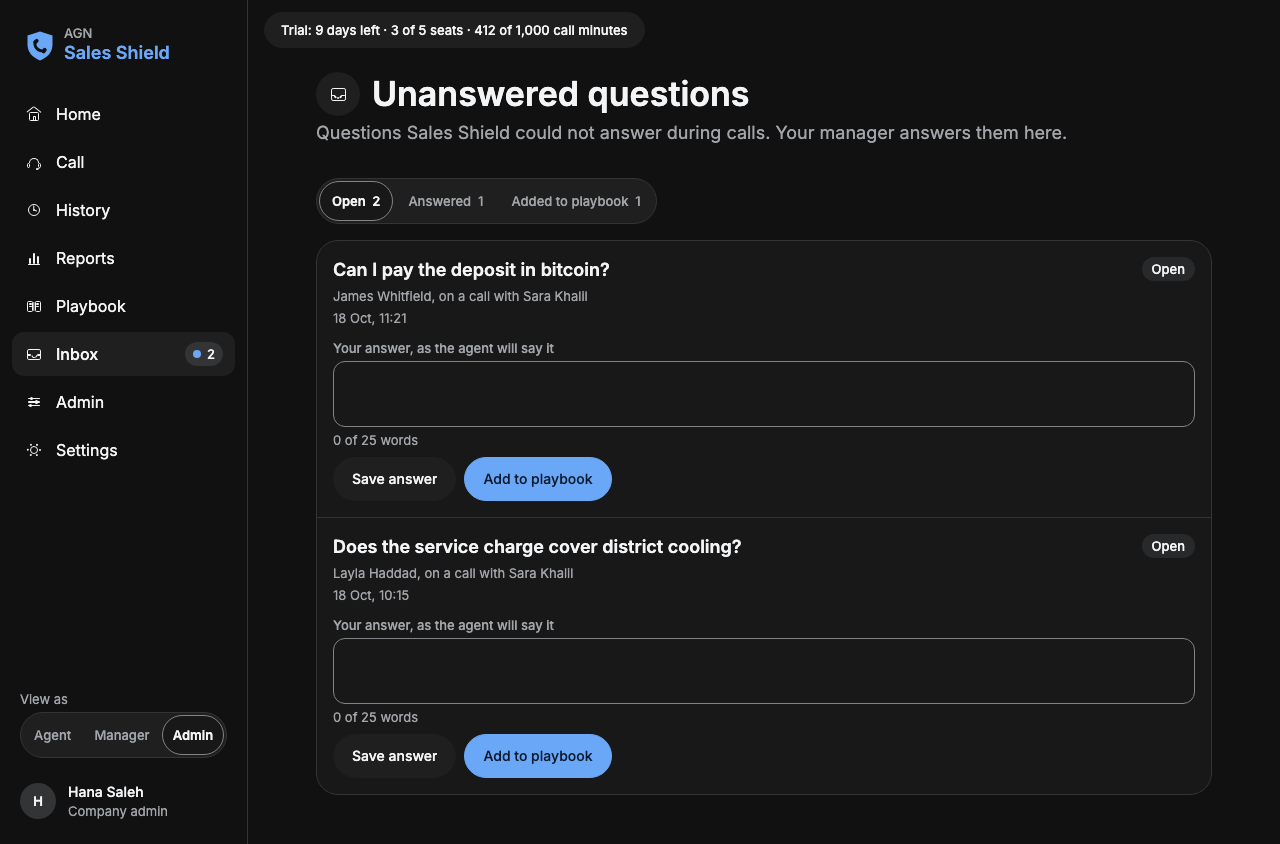 AGN
Sales Shield
Home
Call
History
Reports
Playbook
Inbox 2
Admin
Settings
View as
Agent Manager Admin
H
Hana Saleh
Company admin
Trial: 9 days left · 3 of 5 seats · 412 of 1,000 call minutes
Unanswered questions
Questions Sales Shield could not answer during calls. Your manager answers them here.
Open 2 Answered 1 Added to playbook 1
Can I pay the deposit in bitcoin? Open
James Whitfield, on a call with Sara Khalil
18 Oct, 11:21
Your answer, as the agent will say it
0 of 25 words
Save answer Add to playbook
Does the service charge cover district cooling? Open
Layla Haddad, on a call with Sara Khalil
18 Oct, 10:15
Your answer, as the agent will say it
0 of 25 words
Save answer Add to playbook